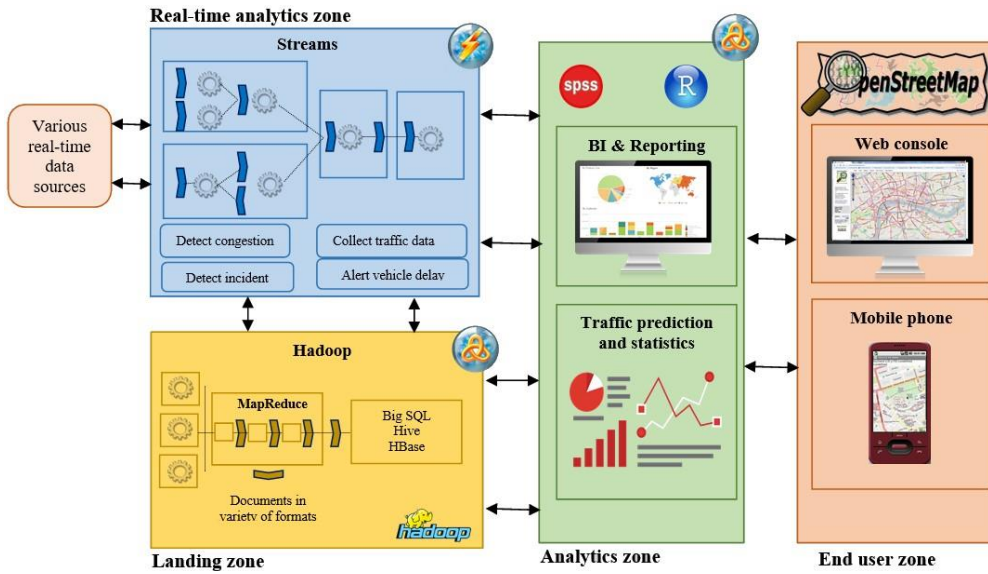 Real-time analytics zone
Streams
Various
real-time
data
sources
Detect congestion
Collect traffic data
Detect incident
Alert vehicle delay
Hadoop
MapReduce
Big SQL
Hive
HBase
Documents in
variety of formats
hadoop
Landing zone
spss
R
BI & Reporting
Traffic prediction
and statistics
Analytics zone
penStreetMap
Web console
Mobile phone
End user zone